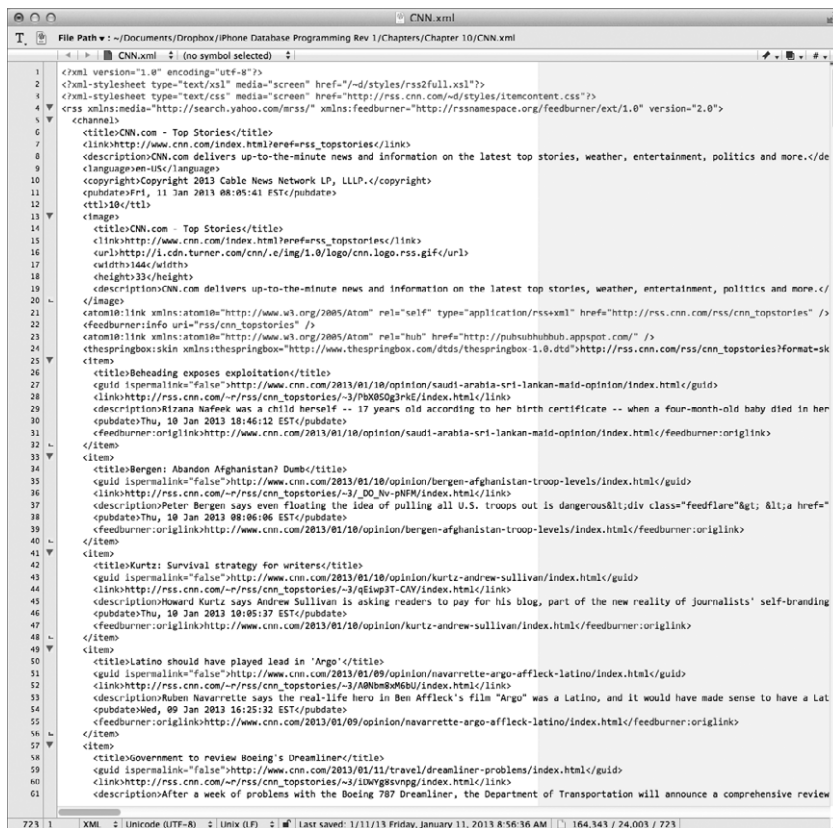 CNN.xml
File Path ▾ : ~/Documents/Dropbox/iPhone Database Programming Rev 1/Chapters/Chapter 10/CNN.xml
CNN.xml (no symbol selected)
1 <?xml version="1.0" encoding="utf-8"?>
2 <?xml-stylesheet type="text/xsl" media="screen" href="/~d/styles/rss2full.xsl"?>
3 <?xml-stylesheet type="text/css" media="screen" href="http://rss.cnn.com/~d/styles/itemcontent.css"?>
4 <rss xmlns:media="http://search.yahoo.com/mrss/" xmlns:feedburner="http://rssnamespace.org/feedburner/ext/1.0" version="2.0">
5 <channel>
6 <title>CNN.com - Top Stories</title>
7 <link>http://www.cnn.com/index.html?eref=rss_topstories</link>
8 <description>CNN.com delivers up-to-the-minute news and information on the latest top stories, weather, entertainment, politics and more.</de
9 <language>en-US</language>
10 <copyright>Copyright 2013 Cable News Network LP, LLLP.</copyright>
11 <pubdate>Fri, 11 Jan 2013 08:05:41 EST</pubdate>
12 <ttl>10</ttl>
13 <image>
14 <title>CNN.com - Top Stories</title>
15 <link>http://www.cnn.com/index.html?eref=rss_topstories</link>
16 <url>http://i.cdn.turner.com/cnn/.e/img/1.0/logo/cnn.logo.rss.gif</url>
17 <width>144</width>
18 <height>33</height>
19 <description>CNN.com delivers up-to-the-minute news and information on the latest top stories, weather, entertainment, politics and more.</
20 </image>
21 <atom10:link xmlns:atom10="http://www.w3.org/2005/Atom" rel="self" type="application/rss+xml" href="http://rss.cnn.com/rss/cnn_topstories" />
22 <feedburner:info uri="rss/cnn_topstories" />
23 <atom10:link xmlns:atom10="http://www.w3.org/2005/Atom" rel="hub" href="http://pubsubhubbub.appspot.com/" />
24 <thespringbox:skin xmlns:thespringbox="http://www.thespringbox.com/dtds/thespringbox-1.0.dtd">http://rss.cnn.com/rss/cnn_topstories?format=sk
25 <item>
26 <title>Beheading exposes exploitation</title>
27 <guid ispermalink="false">http://www.cnn.com/2013/01/10/opinion/saudi-arabia-sri-lankan-maid-opinion/index.html</guid>
28 <link>http://rss.cnn.com/~r/rss/cnn_topstories/~3/PbX0SOg3rkE/index.html</link>
29 <description>Rizana Nafeek was a child herself -- 17 years old according to her birth certificate -- when a four-month-old baby died in her
30 <pubdate>Thu, 10 Jan 2013 18:46:12 EST</pubdate>
31 <feedburner:origlink>http://www.cnn.com/2013/01/10/opinion/saudi-arabia-sri-lankan-maid-opinion/index.html</feedburner:origlink>
32 </item>
33 <item>
34 <title>Bergen: Abandon Afghanistan? Dumb</title>
35 <guid ispermalink="false">http://www.cnn.com/2013/01/10/opinion/bergen-afghanistan-troop-levels/index.html</guid>
36 <link>http://rss.cnn.com/~r/rss/cnn_topstories/~3/_DO_Nv-pNFM/index.html</link>
37 <description>Peter Bergen says even floating the idea of pulling all U.S. troops out is dangerous&lt;div class="feedflare"&gt; &lt;a href="
38 <pubdate>Thu, 10 Jan 2013 08:06:06 EST</pubdate>
39 <feedburner:origlink>http://www.cnn.com/2013/01/10/opinion/bergen-afghanistan-troop-levels/index.html</feedburner:origlink>
40 </item>
41 <item>
42 <title>Kurtz: Survival strategy for writers</title>
43 <guid ispermalink="false">http://www.cnn.com/2013/01/10/opinion/kurtz-andrew-sullivan/index.html</guid>
44 <link>http://rss.cnn.com/~r/rss/cnn_topstories/~3/qEiwp3T-CAY/index.html</link>
45 <description>Howard Kurtz says Andrew Sullivan is asking readers to pay for his blog, part of the new reality of journalists' self-branding
46 <pubdate>Thu, 10 Jan 2013 10:05:37 EST</pubdate>
47 <feedburner:origlink>http://www.cnn.com/2013/01/10/opinion/kurtz-andrew-sullivan/index.html</feedburner:origlink>
48 </item>
49 <item>
50 <title>Latino should have played lead in 'Argo'</title>
51 <guid ispermalink="false">http://www.cnn.com/2013/01/09/opinion/navarrette-argo-affleck-latino/index.html</guid>
52 <link>http://rss.cnn.com/~r/rss/cnn_topstories/~3/A0Nbm8xM6bU/index.html</link>
53 <description>Ruben Navarrette says the real-life hero in Ben Affleck's film "Argo" was a Latino, and it would have made sense to have a Lat
54 <pubdate>Wed, 09 Jan 2013 16:25:32 EST</pubdate>
55 <feedburner:origlink>http://www.cnn.com/2013/01/09/opinion/navarrette-argo-affleck-latino/index.html</feedburner:origlink>
56 </item>
57 <item>
58 <title>Government to review Boeing's Dreamliner</title>
59 <guid ispermalink="false">http://www.cnn.com/2013/01/11/travel/dreamliner-problems/index.html</guid>
60 <link>http://rss.cnn.com/~r/rss/cnn_topstories/~3/iDWYg8svnpg/index.html</link>
61 <description>After a week of problems with the Boeing 787 Dreamliner, the Department of Transportation will announce a comprehensive review
723 1 XML Unicode (UTF-8) Unix (LF) Last saved: 1/11/13 Friday, January 11, 2013 8:56:36 AM 164,343 / 24,003 / 723